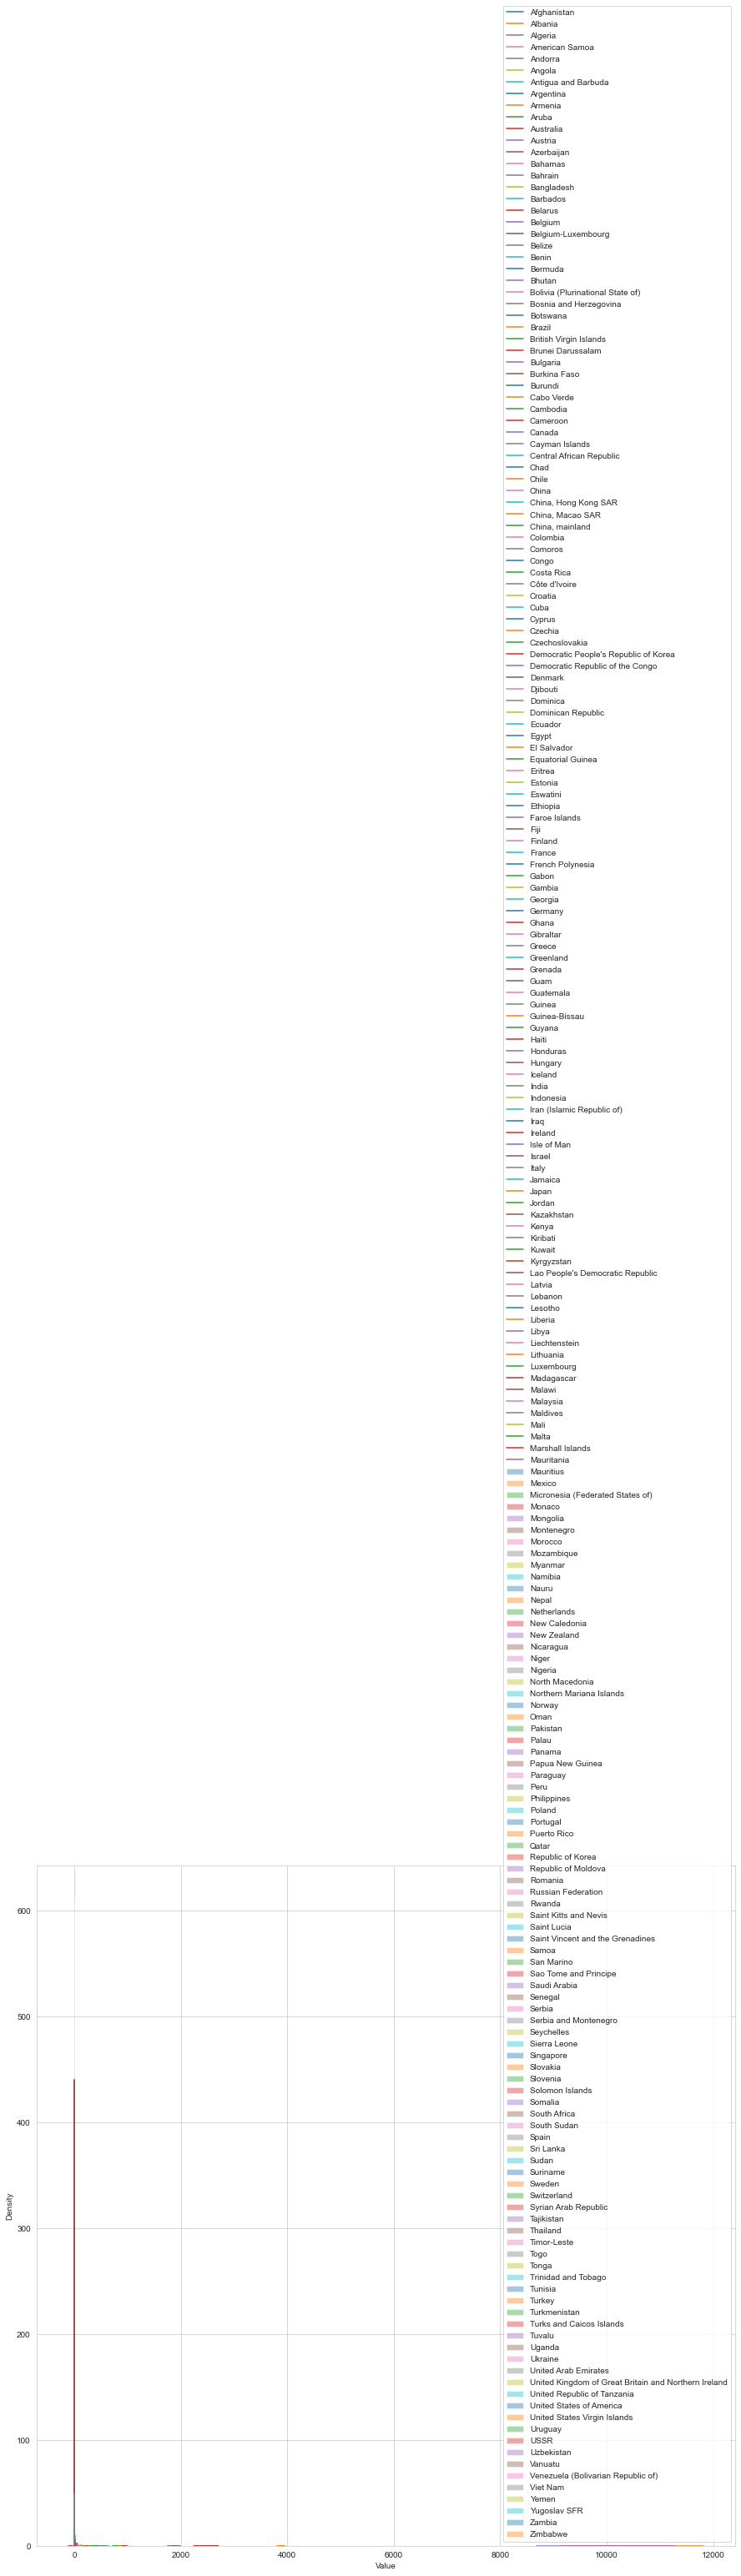 Afghanistan
Albania
Algeria
American Samoa
Andorra
Angola
Antigua and Barbuda
Argentina
Armenia
Aruba
Australia
Austria
Azerbaijan
Bahamas
Bahrain
Bangladesh
Barbados
Belarus
Belgium
Belgium-Luxembourg
Belize
Benin
Bermuda
Bhutan
Bolivia (Plurinational State of)
Bosnia and Herzegovina
Botswana
Brazil
British Virgin Islands
Brunei Darussalam
Bulgaria
Burkina Faso
Burundi
Cabo Verde
Cambodia
Cameroon
Canada
Cayman Islands
Central African Republic
Chad
Chile
China
China, Hong Kong SAR
China, Macao SAR
China, mainland
Colombia
Comoros
Congo
Costa Rica
Côte d'Ivoire
Croatia
Cuba
Cyprus
Czechia
Czechoslovakia
Democratic People's Republic of Korea
Democratic Republic of the Congo
Denmark
Djibouti
Dominica
Dominican Republic
Ecuador
Egypt
El Salvador
Equatorial Guinea
Eritrea
Estonia
Eswatini
Ethiopia
Faroe Islands
Fiji
Finland
France
French Polynesia
Gabon
Gambia
Georgia
Germany
Ghana
Gibraltar
Greece
Greenland
Grenada
Guam
Guatemala
Guinea
Guinea-Bissau
Guyana
Haiti
Honduras
Hungary
Iceland
India
Indonesia
Iran (Islamic Republic of)
Iraq
Ireland
Isle of Man
Israel
Italy
Jamaica
Japan
Jordan
Kazakhstan
Kenya
Kiribati
Kuwait
Kyrgyzstan
Lao People's Democratic Republic
Latvia
Lebanon
Lesotho
Liberia
Libya
Liechtenstein
Lithuania
Luxembourg
Madagascar
Malawi
Malaysia
Maldives
Mali
Malta
Marshall Islands
Mauritania
Mauritius
Mexico
Micronesia (Federated States of)
Monaco
Mongolia
Montenegro
Morocco
Mozambique
Myanmar
Namibia
Nauru
Nepal
Netherlands
New Caledonia
New Zealand
Nicaragua
Niger
Nigeria
North Macedonia
Northern Mariana Islands
Norway
Oman
Pakistan
Palau
Panama
Papua New Guinea
Paraguay
Peru
Philippines
Poland
Portugal
Puerto Rico
Qatar
Republic of Korea
Republic of Moldova
Romania
Russian Federation
Rwanda
Saint Kitts and Nevis
Saint Lucia
Saint Vincent and the Grenadines
Samoa
San Marino
Sao Tome and Principe
Saudi Arabia
Senegal
Serbia
Serbia and Montenegro
Seychelles
Sierra Leone
Singapore
Slovakia
Slovenia
Solomon Islands
Somalia
South Africa
South Sudan
Spain
Sri Lanka
Sudan
Suriname
Sweden
Switzerland
Syrian Arab Republic
Tajikistan
Thailand
Timor-Leste
Togo
Tonga
Trinidad and Tobago
Tunisia
Turkey
Turkmenistan
Turks and Caicos Islands
Tuvalu
Uganda
Ukraine
United Arab Emirates
United Kingdom of Great Britain and Northern Ireland
United Republic of Tanzania
United States of America
United States Virgin Islands
Uruguay
USSR
Uzbekistan
Vanuatu
Venezuela (Bolivarian Republic of)
Viet Nam
Yemen
Yugoslav SFR
Zambia
Zimbabwe
600
500
400
300
200
100
0
Density
0 2000 4000 6000 8000 10000 12000
Value